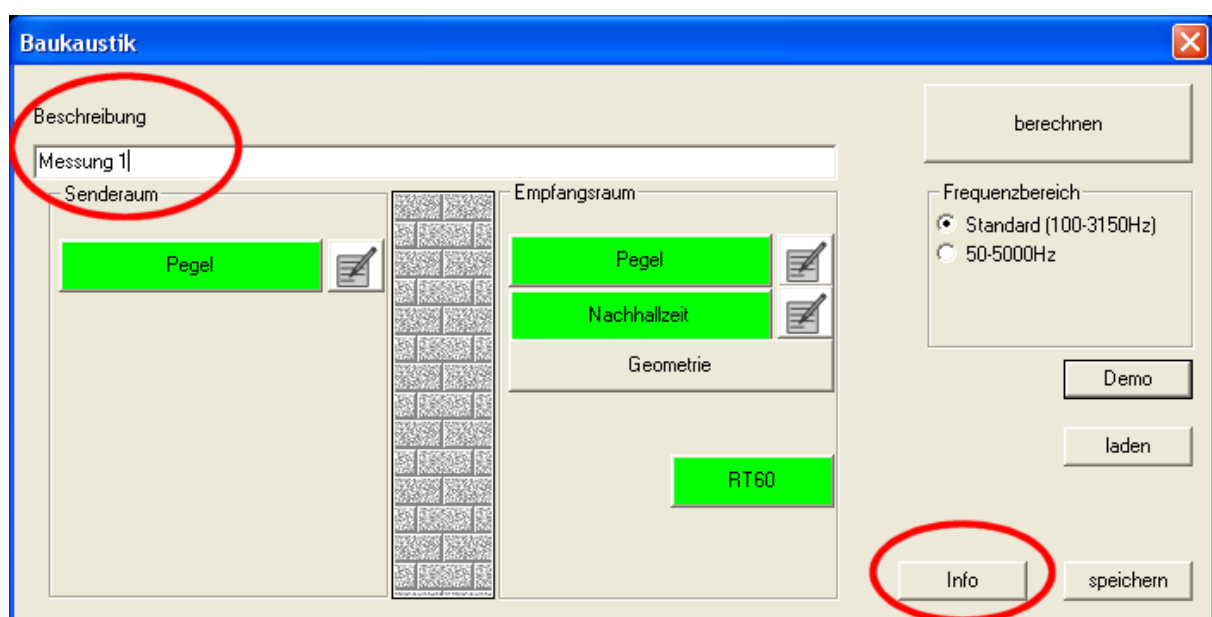 Baukaustik
Beschreibung
Messung 1
berechnen
Senderaum
Pegel
Empfangsraum
Pegel
Nachhallzeit
Geometrie
RT60
Frequenzbereich
Standard (100-3150Hz)
50-5000Hz
Demo
laden
Info
speichern